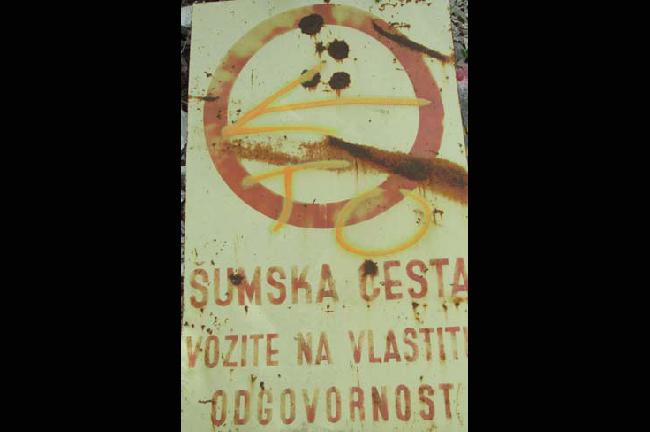 ŠUMSKA CESTA
VOZITE NA VLASTITU
ODGOVORNOST